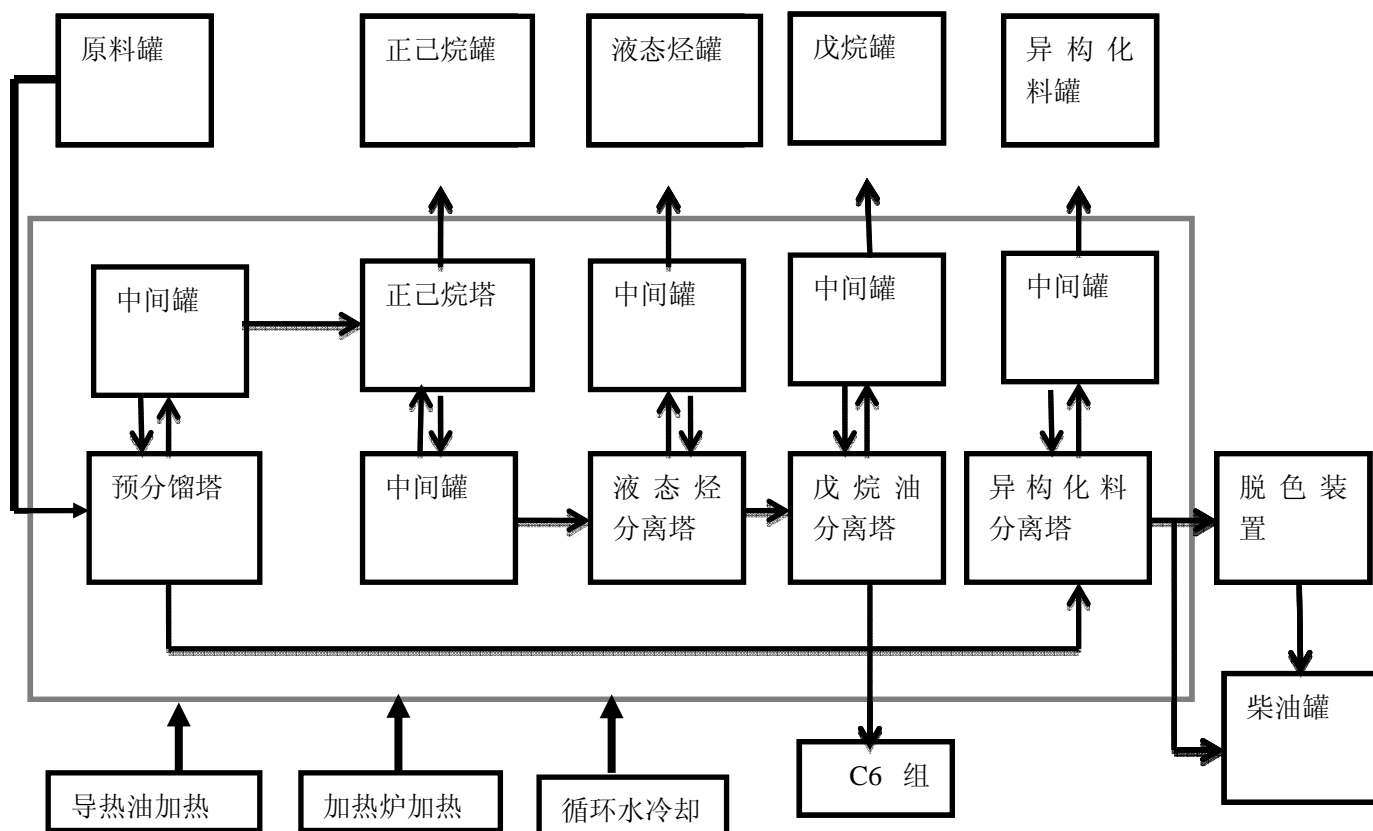 原料罐
正己烷罐
液态烃罐
戊烷罐
异构化
料罐
中间罐
正己烷塔
中间罐
中间罐
中间罐
预分馏塔
中间罐
液态烃
分离塔
戊烷油
分离塔
异构化料
分离塔
脱色装
置
柴油罐
C6 组
导热油加热
加热炉加热
循环水冷却